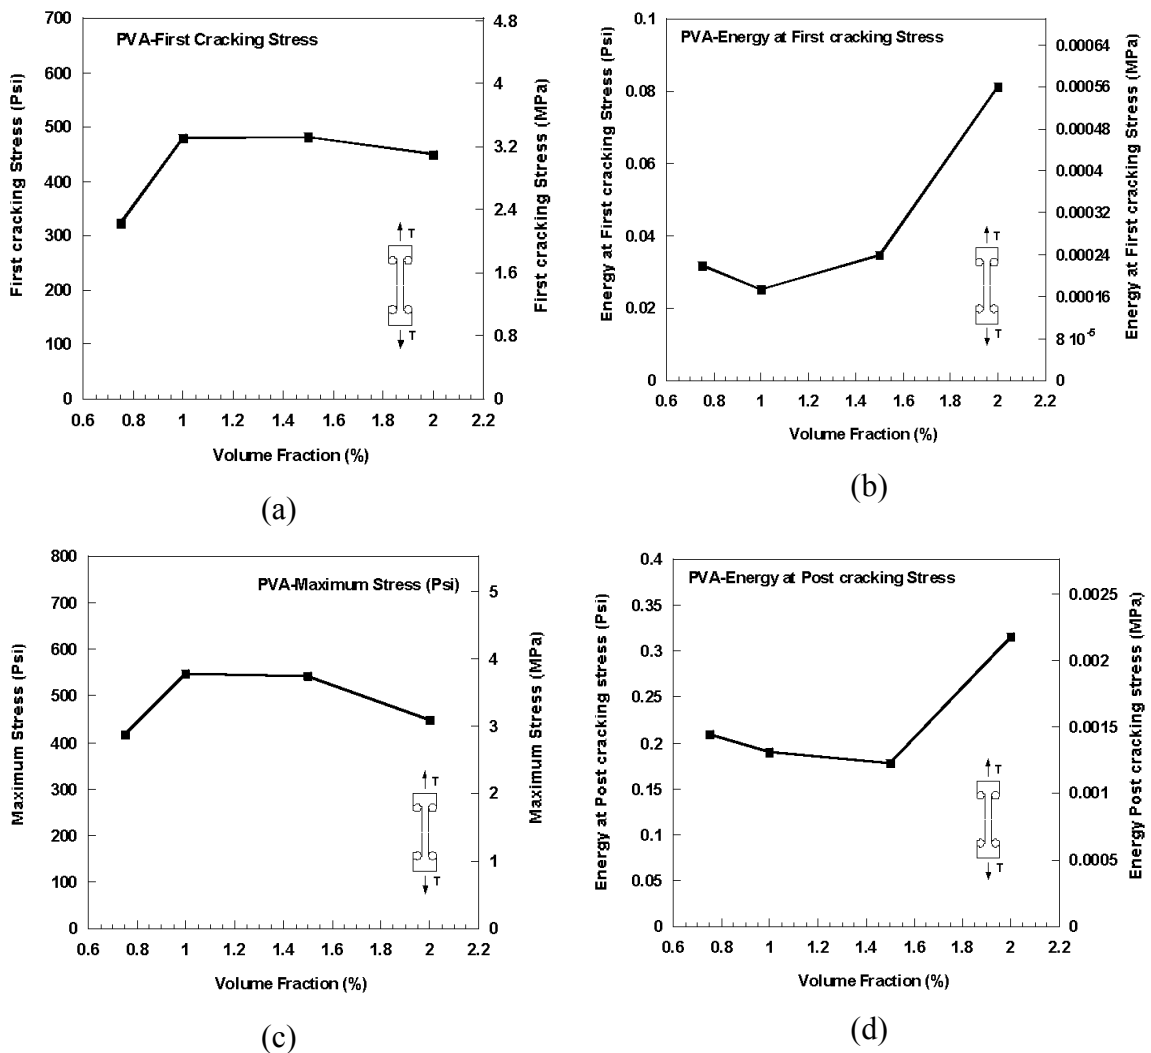 PVA-First Cracking Stress
First cracking Stress (Psi)
700
600
500
400
300
200
100
0
4.8
4
3.2
2.4
1.6
0.8
0
First cracking Stress (MPa)
T
T
0.6 0.8 1 1.2 1.4 1.6 1.8 2 2.2
Volume Fraction (%)
(a)
PVA-Energy at First cracking Stress
Energy at First cracking Stress (Psi)
0.1
0.08
0.06
0.04
0.02
0
0.00064
0.00056
0.00048
0.0004
0.00032
0.00024
0.00016
8 10⁻⁵
0
Energy at First cracking Stress (MPa)
T
T
0.6 0.8 1 1.2 1.4 1.6 1.8 2 2.2
Volume Fraction (%)
(b)
PVA-Maximum Stress (Psi)
Maximum Stress (Psi)
800
700
600
500
400
300
200
100
0
5
4
3
2
1
0
Maximum Stress (MPa)
T
T
0.6 0.8 1 1.2 1.4 1.6 1.8 2 2.2
Volume Fraction (%)
(c)
PVA-Energy at Post cracking Stress
Energy at Post cracking stress (Psi)
0.4
0.35
0.3
0.25
0.2
0.15
0.1
0.05
0
0.0025
0.002
0.0015
0.001
0.0005
0
Energy Post cracking stress (MPa)
T
T
0.6 0.8 1 1.2 1.4 1.6 1.8 2 2.2
Volume Fraction (%)
(d)